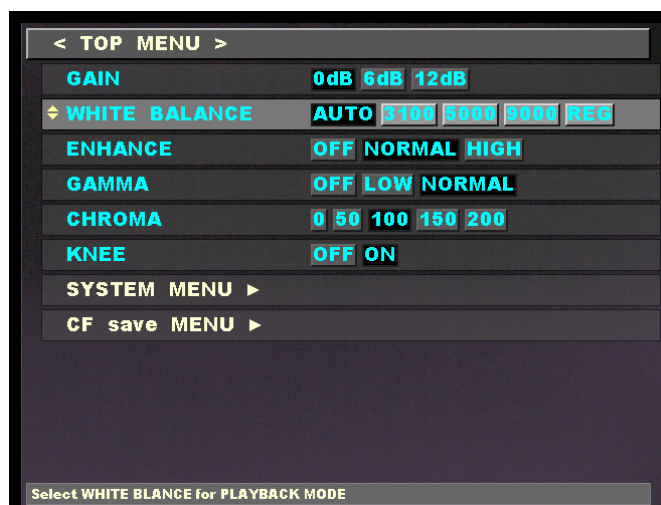 < TOP MENU >
GAIN 0dB 6dB 12dB
WHITE BALANCE AUTO 3100 5000 9000 REG
ENHANCE OFF NORMAL HIGH
GAMMA OFF LOW NORMAL
CHROMA 0 50 100 150 200
KNEE OFF ON
SYSTEM MENU ►
CF save MENU ►
Select WHITE BLANCE for PLAYBACK MODE